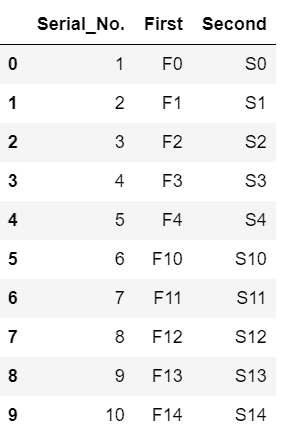 Serial_No. First Second
0 1 F0 S0
1 2 F1 S1
2 3 F2 S2
3 4 F3 S3
4 5 F4 S4
5 6 F10 S10
6 7 F11 S11
7 8 F12 S12
8 9 F13 S13
9 10 F14 S14